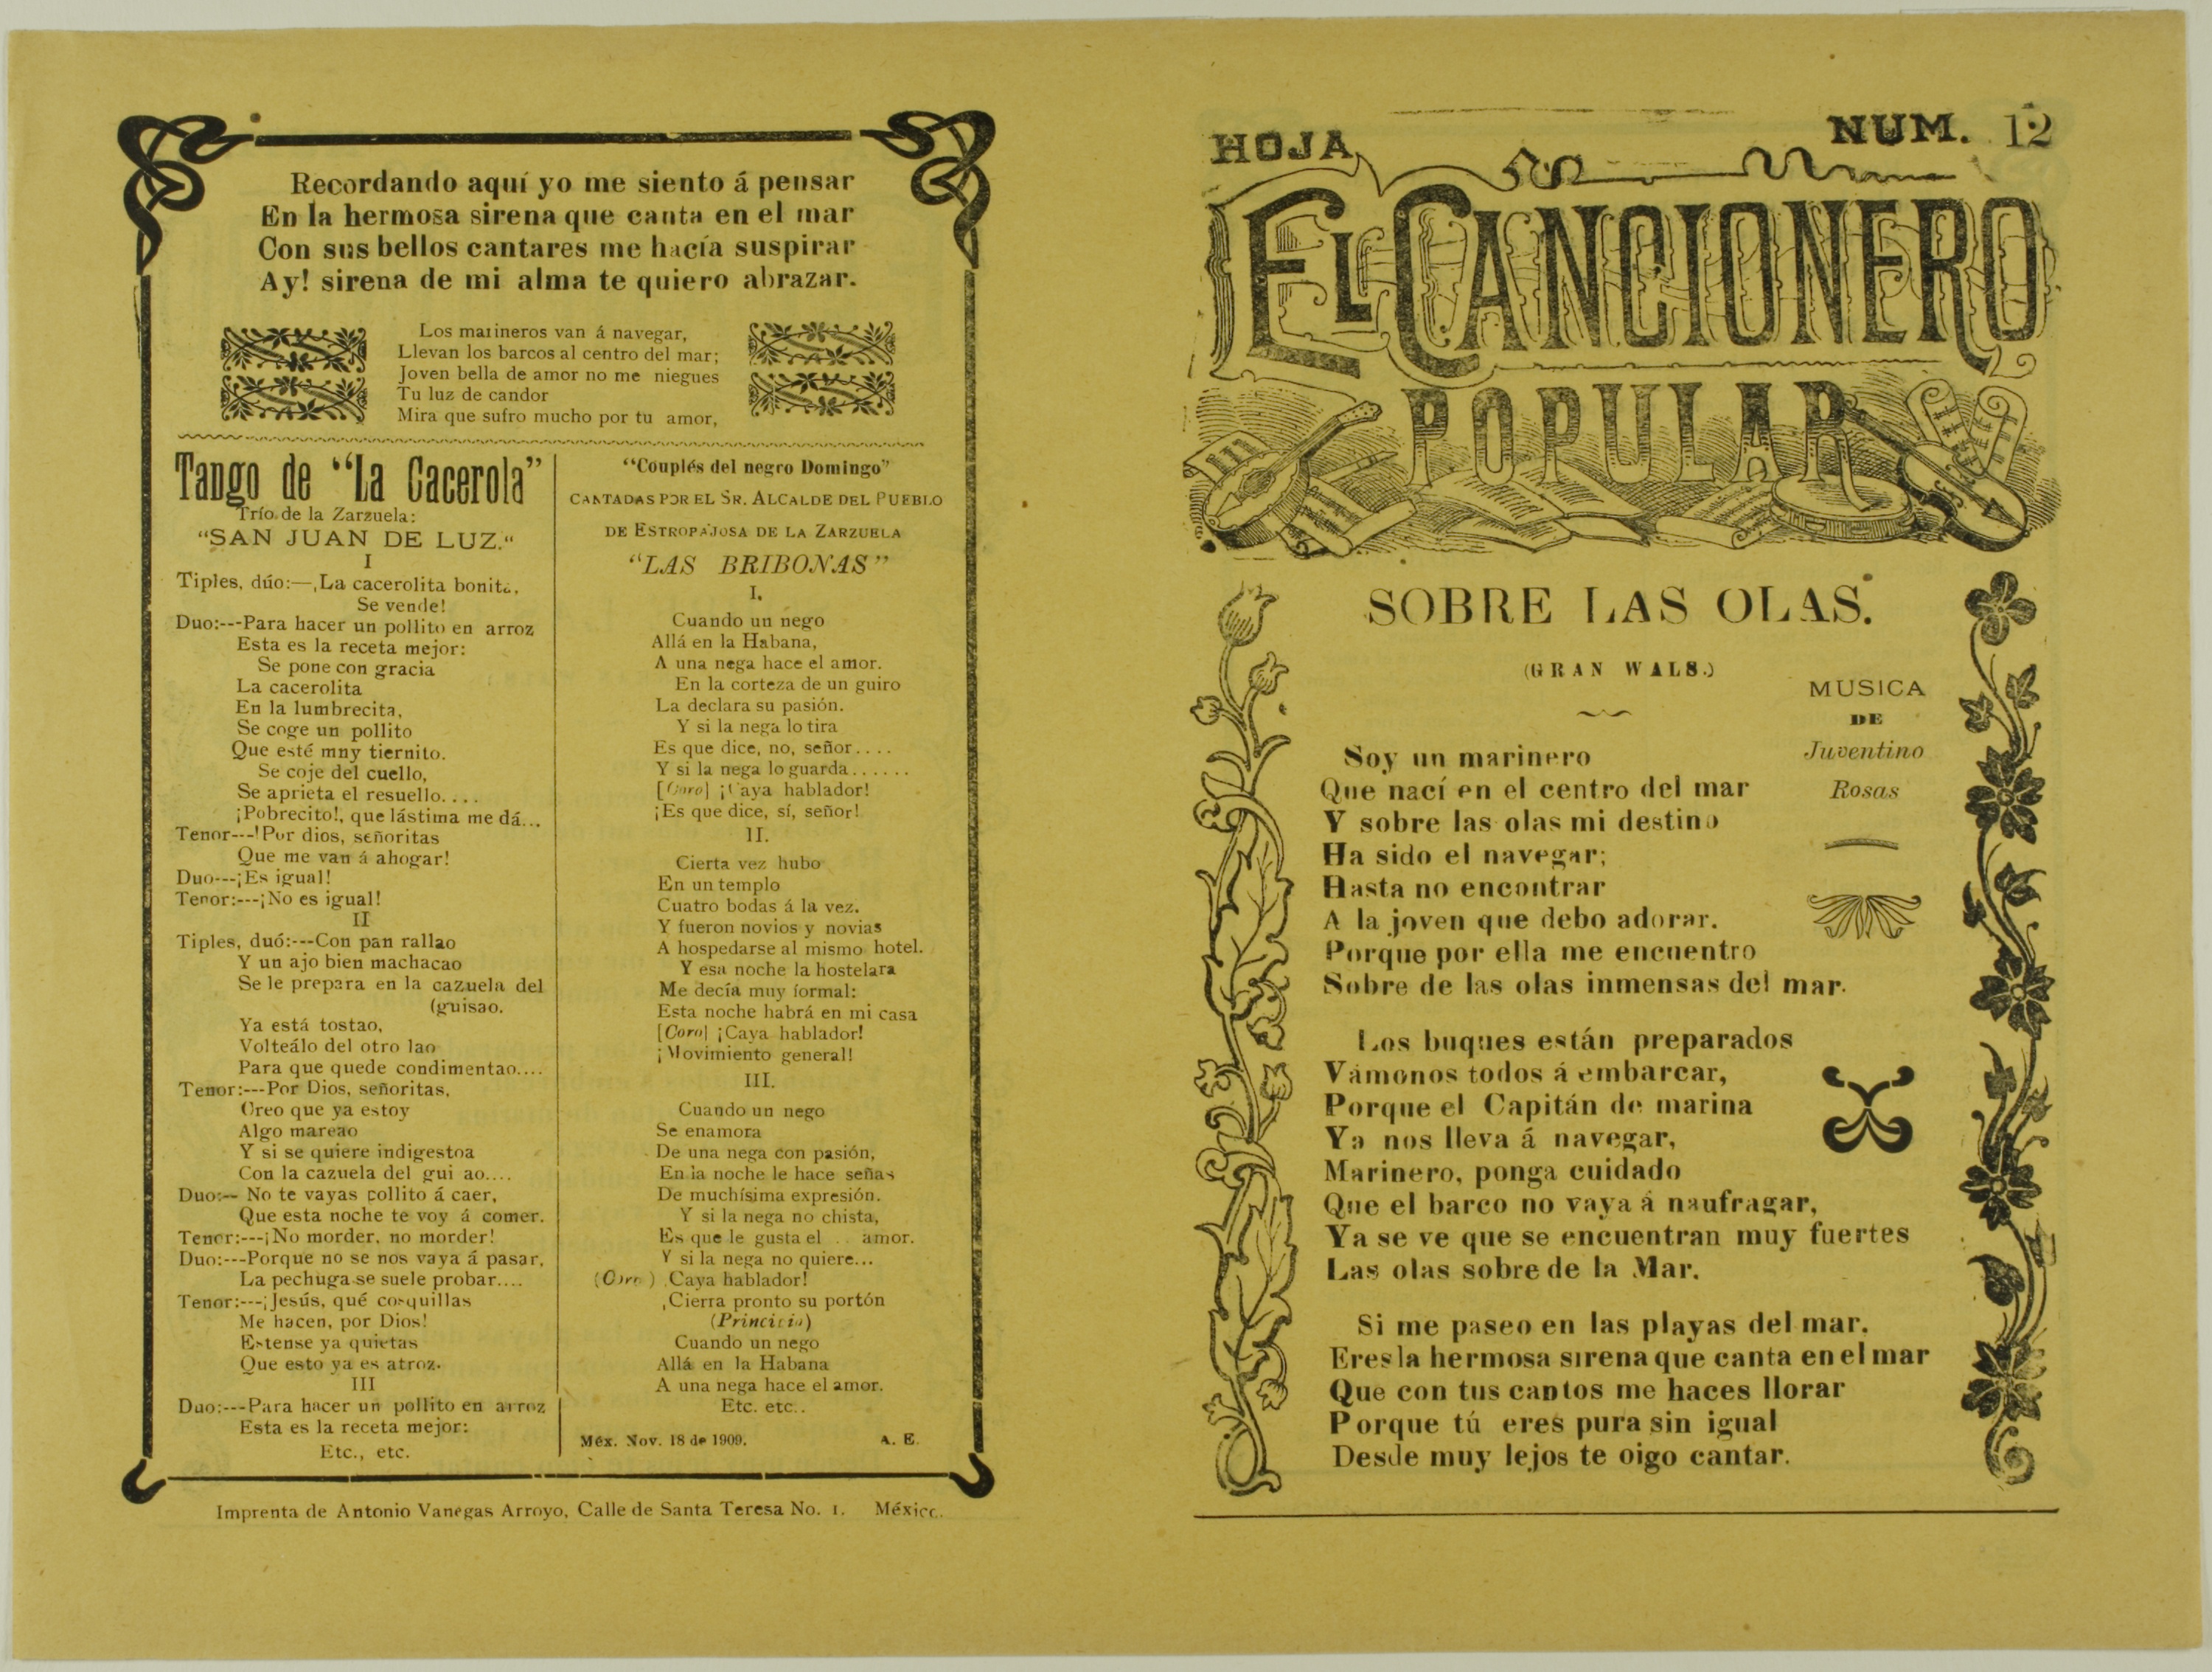 Recordando aquí yo me siento á pensar
En la hermosa sirena que canta en el mar
Con sus bellos cantares me hacía suspirar
Ay! sirena de mi alma te quiero abrazar.
Los marineros van á navegar,
Llevan los barcos al centro del mar;
Joven bella de amor no me niegues
Tu luz de candor
Mira que sufro mucho por tu amor,
Tango de "La Cacerola"
Trío de la Zarzuela:
"SAN JUAN DE LUZ."
I
Tiples, dúo:—¡La cacerolita bonita,
Se vende!
Duo:---Para hacer un pollito en arroz
Esta es la receta mejor:
Se pone con gracia
La cacerolita
En la lumbrecita,
Se coge un pollito
Que esté mny tiernito.
Se coje del cuello,
Se aprieta el resuello....
¡Pobrecito!, que lástima me dá...
Tenor---!Por dios, señoritas
Que me van á ahogar!
Duo---¡Es igual!
Tenor:---¡No es igual!
II
Tiples, duó:---Con pan rallao
Y un ajo bien machacao
Se le prepara en la cazuela del
(guisao.
Ya está tostao,
Volteálo del otro lao
Para que quede condimentao....
Tenor:---Por Dios, señoritas,
Creo que ya estoy
Algo mareao
Y si se quiere indigestoa
Con la cazuela del gui ao....
Duo:-- No te vayas pollito á caer,
Que esta noche te voy á comer.
Tenor:---¡No morder, no morder!
Duo:---Porque no se nos vaya á pasar,
La pechuga se suele probar....
Tenor:---¡Jesús, qué cosquillas
Me hacen, por Dios!
Estense ya quietas
Que esto ya es atroz.
III
Duo:---Para hacer un pollito en arroz
Esta es la receta mejor:
Etc., etc.
"Couplés del negro Domingo"
CANTADAS POR EL SR. ALCALDE DEL PUEBLO
DE ESTROPAJOSA DE LA ZARZUELA
"LAS BRIBONAS"
I.
Cuando un nego
Allá en la Habana,
A una nega hace el amor.
En la corteza de un guiro
La declara su pasión.
Y si la nega lo tira
Es que dice, no, señor....
Y si la nega lo guarda......
[Coro] ¡Caya hablador!
¡Es que dice, sí, señor!
II.
Cierta vez hubo
En un templo
Cuatro bodas á la vez.
Y fueron novios y novias
A hospedarse al mismo hotel.
Y esa noche la hostelara
Me decía muy formal:
Esta noche habrá en mi casa
[Coro] ¡Caya hablador!
¡Movimiento general!
III.
Cuando un nego
Se enamora
De una nega con pasión,
En la noche le hace señas
De muchísima expresión.
Y si la nega no chista,
Es que le gusta el .. amor.
Y si la nega no quiere...
(Coro) ¡Caya hablador!
¡Cierra pronto su portón
(Principio)
Cuando un nego
Allá en la Habana
A una nega hace el amor.
Etc. etc..
Méx. Nov. 18 de 1909. A. E.
Imprenta de Antonio Vanegas Arroyo, Calle de Santa Teresa No. 1. México.
HOJA NUM. 12
EL CANCIONERO
POPULAR
SOBRE LAS OLAS.
(GRAN WALS.)
MUSICA
DE
Juventino
Rosas
Soy un marinero
Que nací en el centro del mar
Y sobre las olas mi destino
Ha sido el navegar;
Hasta no encontrar
A la joven que debo adorar.
Porque por ella me encuentro
Sobre de las olas inmensas del mar.
Los buques están preparados
Vámonos todos á embarcar,
Porque el Capitán de marina
Ya nos lleva á navegar,
Marinero, ponga cuidado
Que el barco no vaya á naufragar,
Ya se ve que se encuentran muy fuertes
Las olas sobre de la Mar.
Si me paseo en las playas del mar,
Eres la hermosa sirena que canta en el mar
Que con tus cantos me haces llorar
Porque tú eres pura sin igual
Desde muy lejos te oigo cantar.